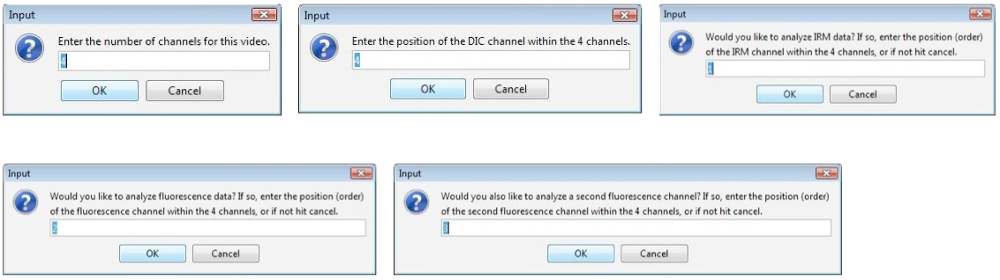 Input
Enter the number of channels for this video.
4
OK Cancel
Input
Enter the position of the DIC channel within the 4 channels.
4
OK Cancel
Input
Would you like to analyze IRM data? If so, enter the position (order)
of the IRM channel within the 4 channels, or if not hit cancel.
1
OK Cancel
Input
Would you like to analyze fluorescence data? If so, enter the position (order)
of the fluorescence channel within the 4 channels, or if not hit cancel.
2
OK Cancel
Input
Would you also like to analyze a second fluorescence channel? If so, enter the position (order)
of the second fluorescence channel within the 4 channels, or if not hit cancel.
3
OK Cancel